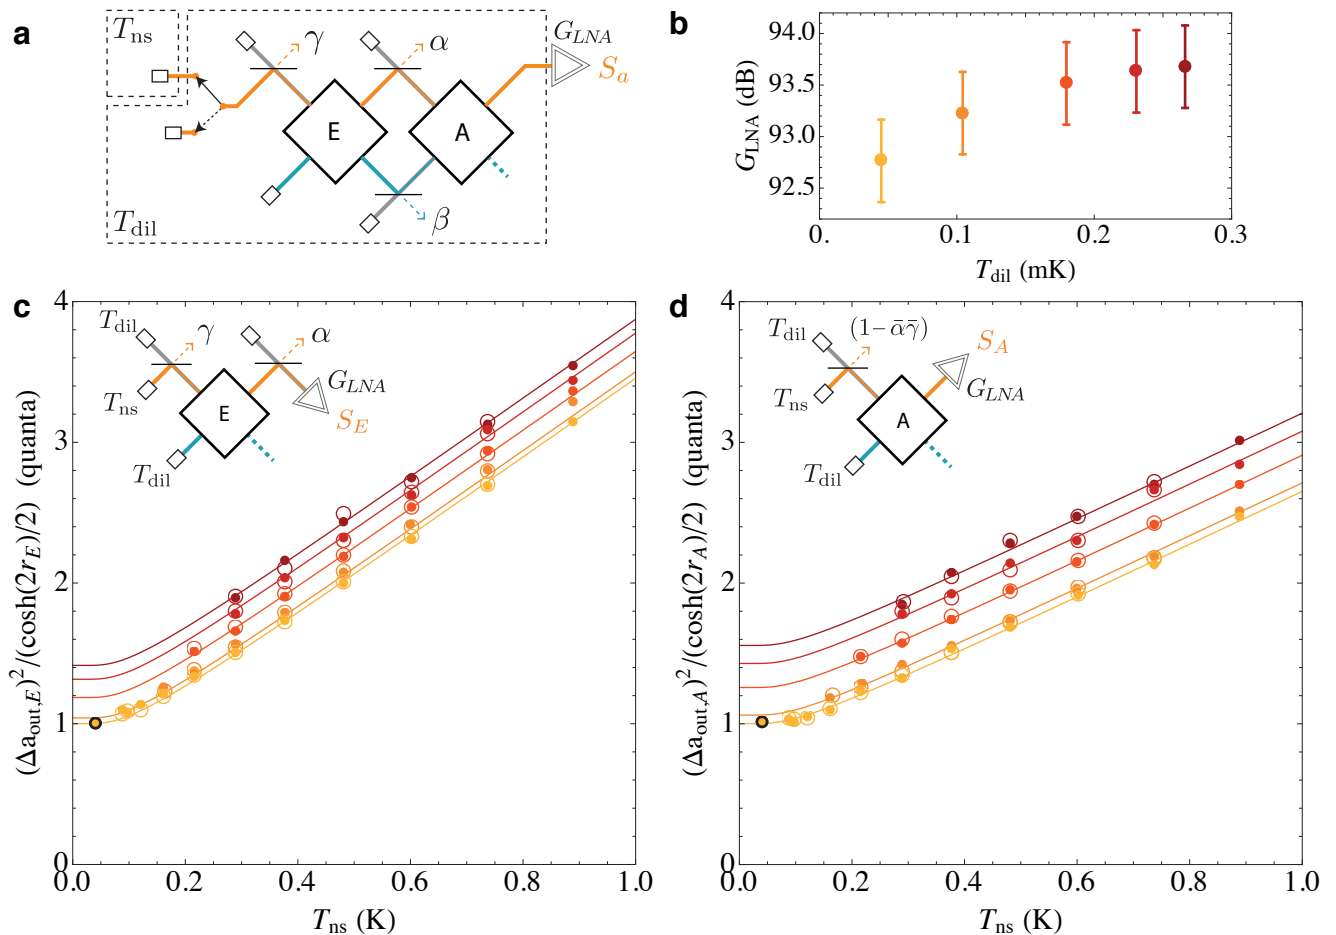 a
T_ns
γ
α
G_LNA
S_a
E
A
T_dil
β
b
G_LNA (dB)
94.0
93.5
93.0
92.5
0.
0.1
0.2
0.3
T_dil (mK)
c
(Δa_out,E)²/(cosh(2r_E)/2) (quanta)
4
3
2
1
0
0.0
0.2
0.4
0.6
0.8
1.0
T_ns (K)
T_dil
γ
α
T_ns
E
G_LNA
S_E
T_dil
d
(Δa_out,A)²/(cosh(2r_A)/2) (quanta)
4
3
2
1
0
0.0
0.2
0.4
0.6
0.8
1.0
T_ns (K)
T_dil
(1−ᾱγ̄)
S_A
T_ns
G_LNA
A
T_dil